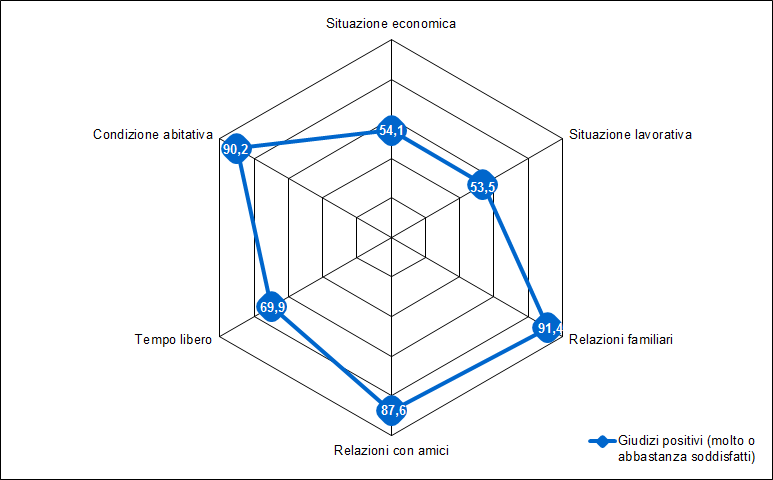 Situazione economica
54,1
Condizione abitativa
Situazione lavorativa
90,2
53,5
69,9
91,4
Tempo libero
Relazioni familiari
87,6
Relazioni con amici
Giudizi positivi (molto o
abbastanza soddisfatti)